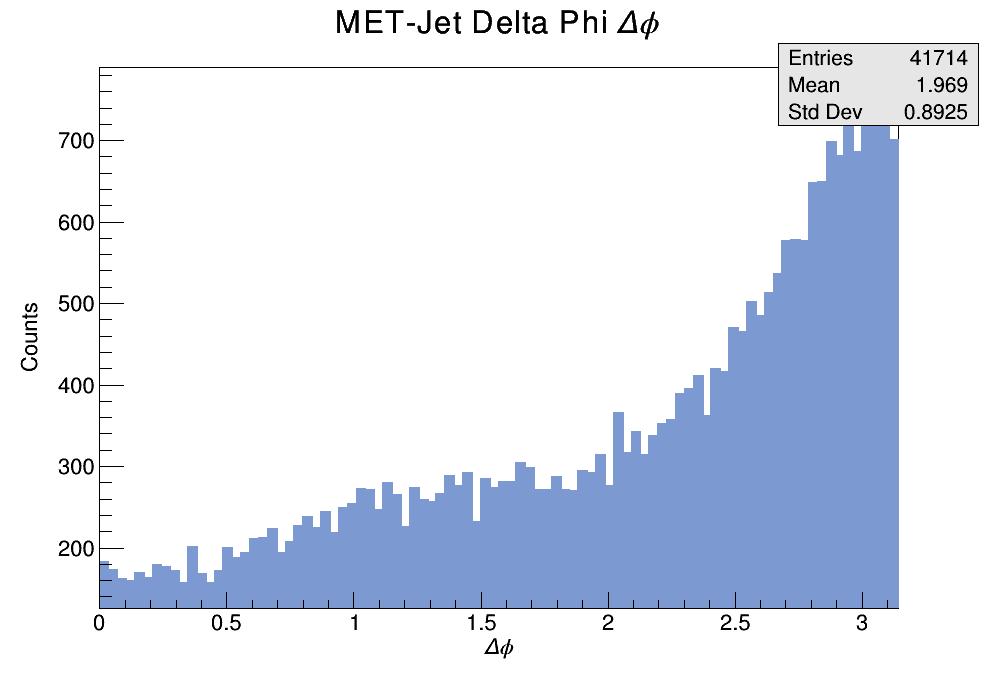 MET-Jet Delta Phi Δϕ
Entries 41714
Mean 1.969
Std Dev 0.8925
700
600
500
400
300
200
Counts
0 0.5 1 1.5 2 2.5 3
Δϕ